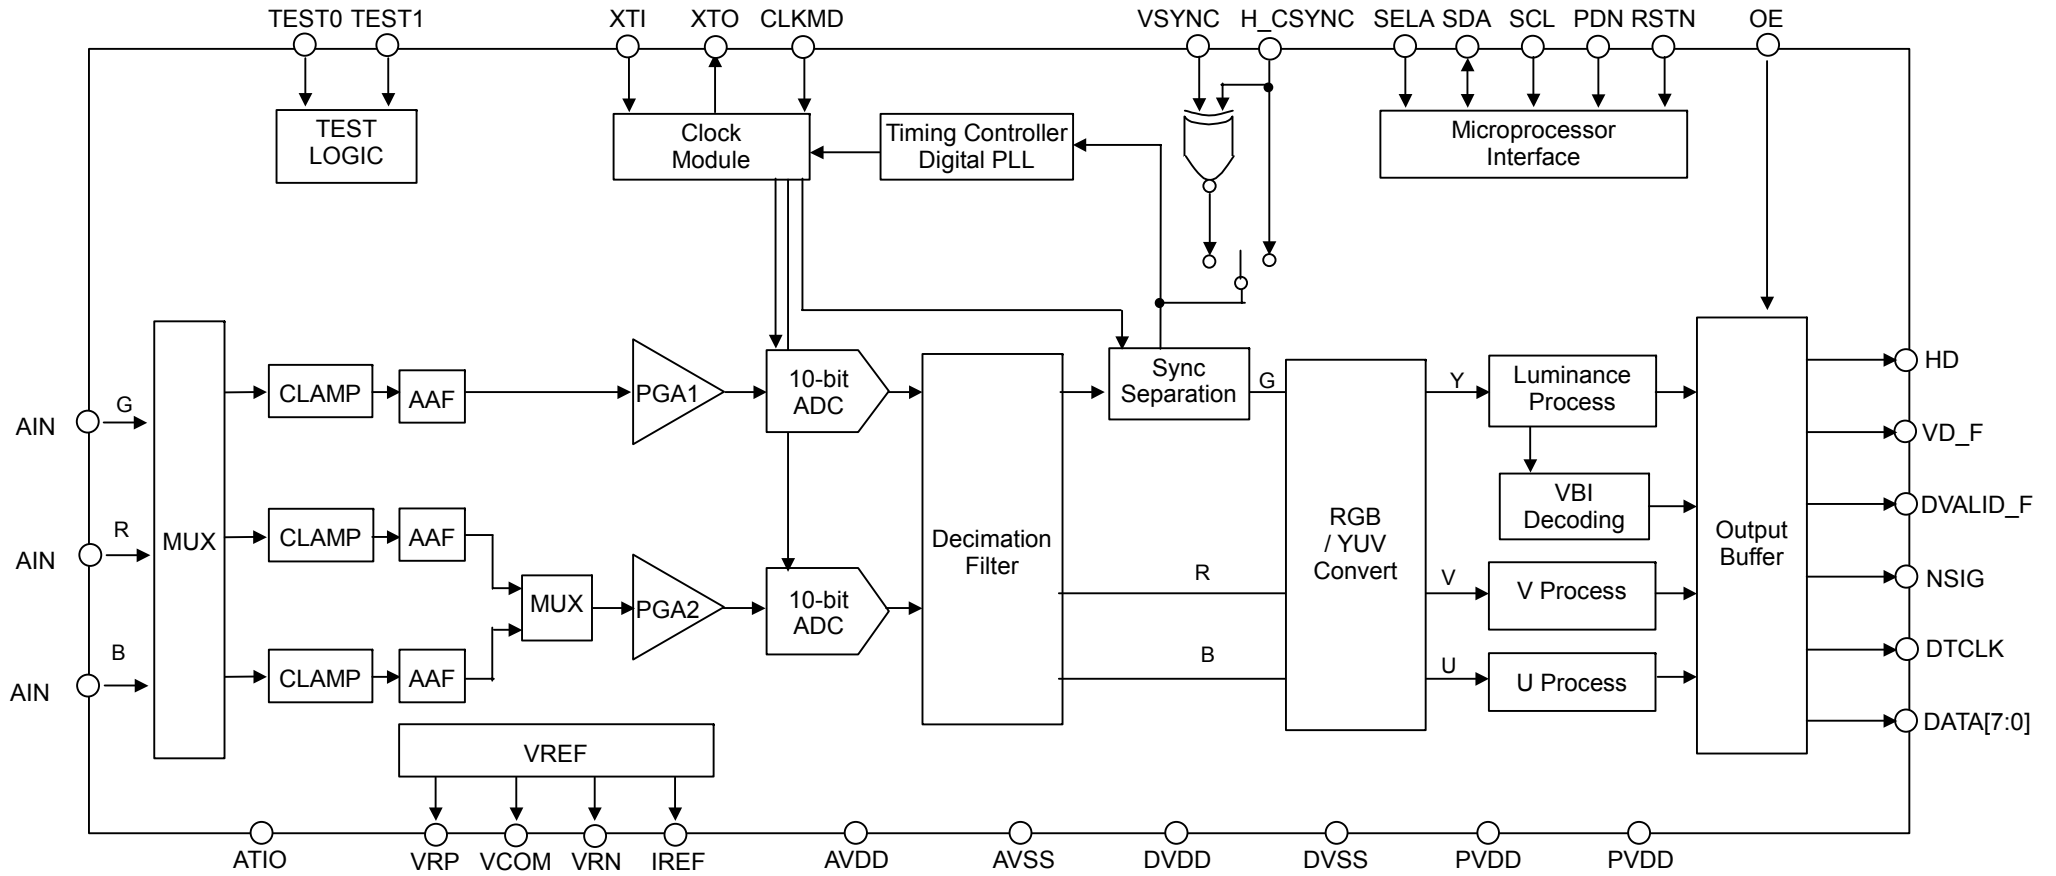 TEST0 TEST1 XTI XTO CLKMD VSYNC H_CSYNC SELA SDA SCL PDN RSTN OE
TEST
LOGIC
Clock
Module
Timing Controller
Digital PLL
Microprocessor
Interface
AIN
G
AIN
R
AIN
B
MUX
CLAMP
AAF
PGA1
10-bit
ADC
CLAMP
AAF
MUX
PGA2
10-bit
ADC
CLAMP
AAF
Decimation
Filter
Sync
Separation
G
R
B
RGB
/ YUV
Convert
Y
V
U
Luminance
Process
VBI
Decoding
V Process
U Process
Output
Buffer
HD
VD_F
DVALID_F
NSIG
DTCLK
DATA[7:0]
VREF
ATIO VRP VCOM VRN IREF AVDD AVSS DVDD DVSS PVDD PVDD